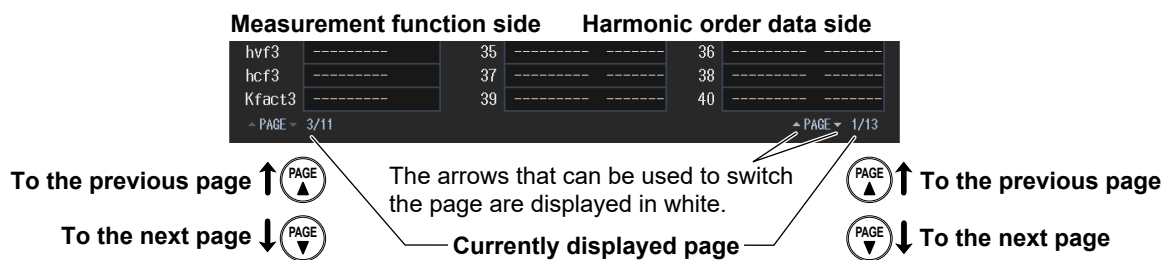 Measurement function side Harmonic order data side
hvf3 --------- 35 --------- ------- 36 --------- -------
hcf3 --------- 37 --------- ------- 38 --------- -------
Kfact3 --------- 39 --------- ------- 40 --------- -------
▲ PAGE ▼ 3/11 ▲ PAGE ▼ 1/13
To the previous page ↑ PAGE ▲
The arrows that can be used to switch
the page are displayed in white.
PAGE ▲ ↑ To the previous page
To the next page ↓ PAGE ▼
Currently displayed page
PAGE ▼ ↓ To the next page